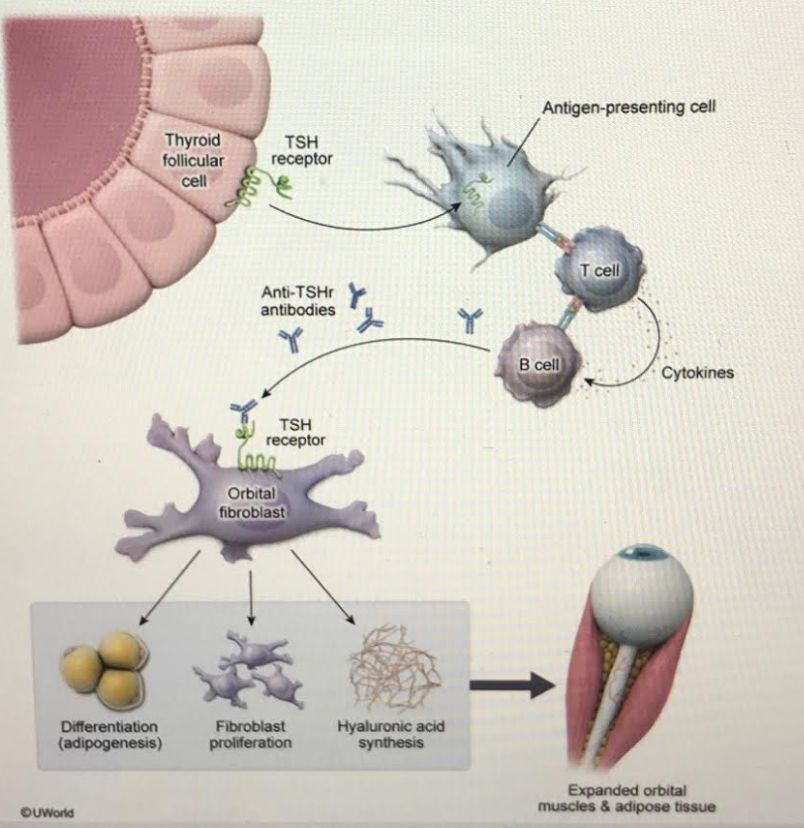 Antigen-presenting cell
Thyroid
follicular
cell
TSH
receptor
T cell
Anti-TSHr
antibodies
B cell
Cytokines
TSH
receptor
Orbital
fibroblast
Differentiation
(adipogenesis)
Fibroblast
proliferation
Hyaluronic acid
synthesis
Expanded orbital
muscles & adipose tissue
©UWorld